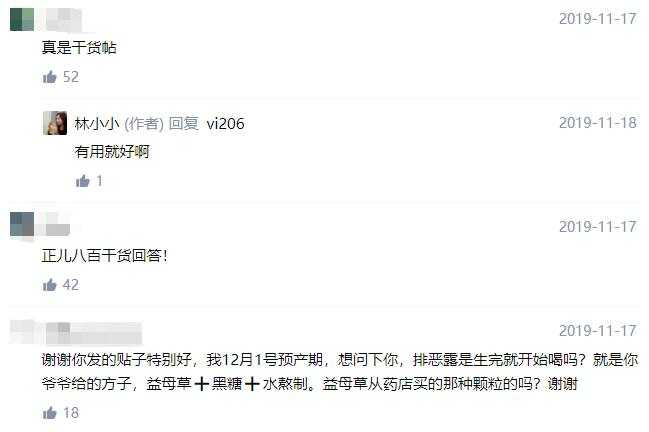 2019-11-17
真是干货帖
52
林小小 (作者) 回复 vi206 2019-11-18
有用就好啊
1
2019-11-17
正儿八百干货回答!
42
2019-11-17
谢谢你发的贴子特别好，我12月1号预产期，想问下你，排恶露是生完就开始喝吗？就是你
爷爷给的方子，益母草➕黑糖➕水熬制。益母草从药店买的那种颗粒的吗？谢谢
18